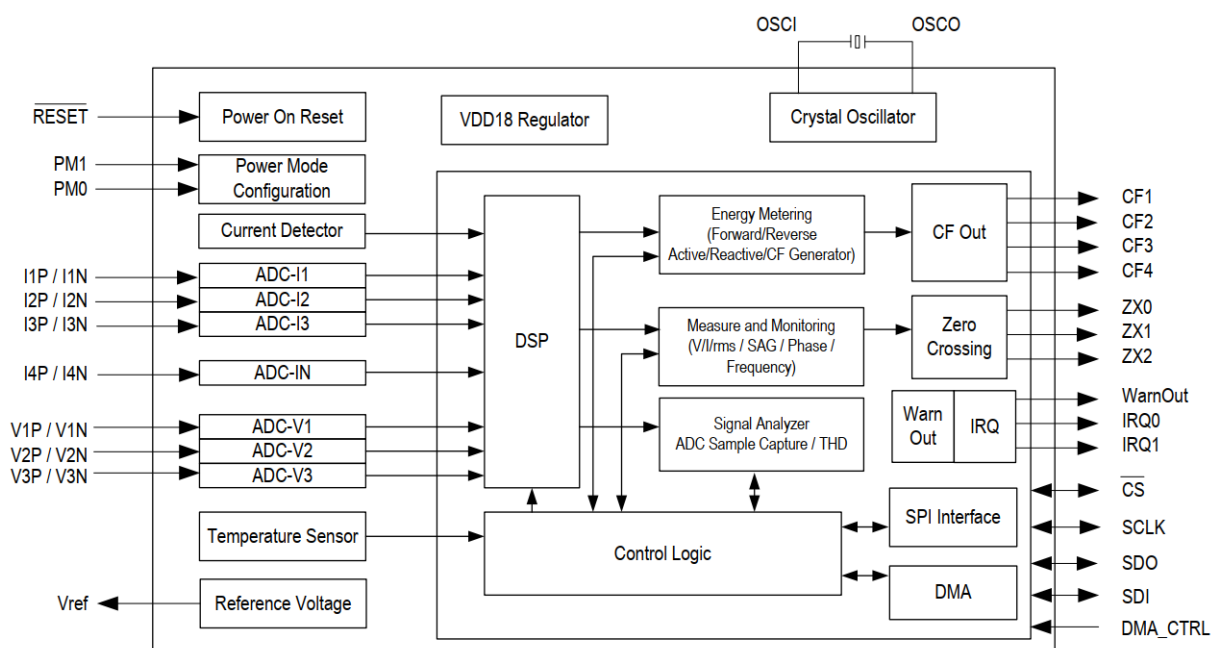 OSCI
OSCO
RESET
Power On Reset
VDD18 Regulator
Crystal Oscillator
PM1
PM0
Power Mode
Configuration
Current Detector
I1P / I1N
ADC-I1
I2P / I2N
ADC-I2
I3P / I3N
ADC-I3
I4P / I4N
ADC-IN
V1P / V1N
ADC-V1
V2P / V2N
ADC-V2
V3P / V3N
ADC-V3
Temperature Sensor
Vref
Reference Voltage
DSP
Energy Metering
(Forward/Reverse
Active/Reactive/CF Generator)
Measure and Monitoring
(V/I/rms / SAG / Phase /
Frequency)
Signal Analyzer
ADC Sample Capture / THD
Control Logic
CF Out
Zero
Crossing
Warn
Out
IRQ
SPI Interface
DMA
CF1
CF2
CF3
CF4
ZX0
ZX1
ZX2
WarnOut
IRQ0
IRQ1
CS
SCLK
SDO
SDI
DMA_CTRL